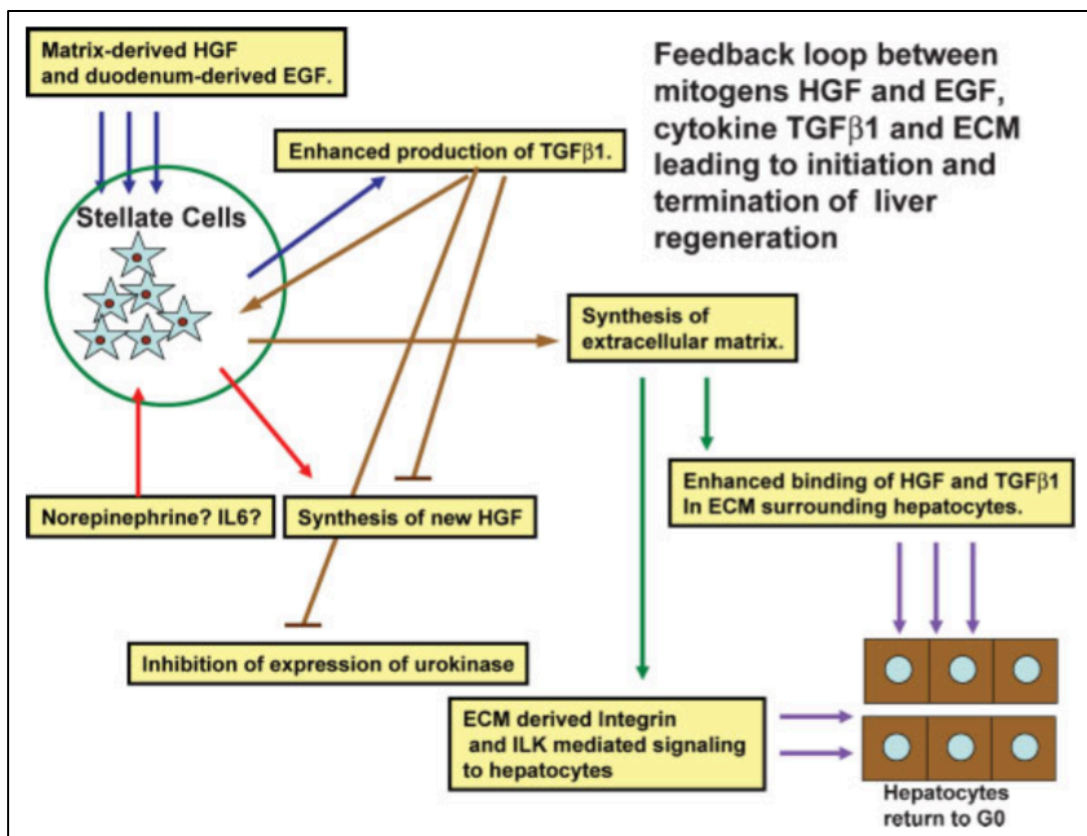 Matrix-derived HGF
and duodenum-derived EGF.
Feedback loop between
mitogens HGF and EGF,
cytokine TGFβ1 and ECM
leading to initiation and
termination of liver
regeneration
Enhanced production of TGFβ1.
Stellate Cells
Synthesis of
extracellular matrix.
Enhanced binding of HGF and TGFβ1
In ECM surrounding hepatocytes.
Norepinephrine? IL6?
Synthesis of new HGF
Inhibition of expression of urokinase
ECM derived Integrin
and ILK mediated signaling
to hepatocytes
Hepatocytes
return to G0